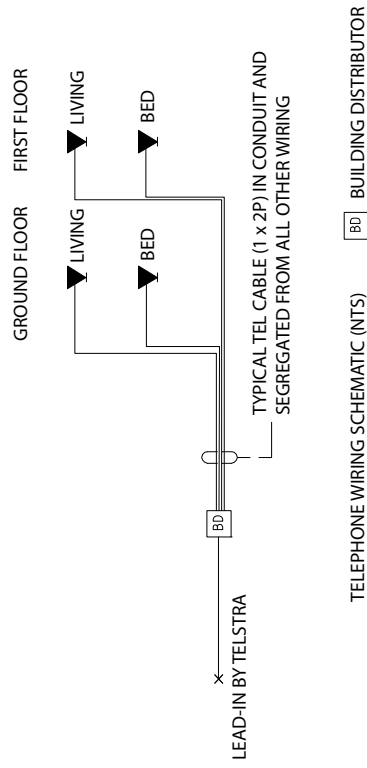 GROUND FLOOR
FIRST FLOOR
LIVING
LIVING
BED
BED
TYPICAL TEL CABLE (1 x 2P) IN CONDUIT AND
SEGREGATED FROM ALL OTHER WIRING
BD
LEAD-IN BY TELSTRA
TELEPHONE WIRING SCHEMATIC (NTS)
BD BUILDING DISTRIBUTOR